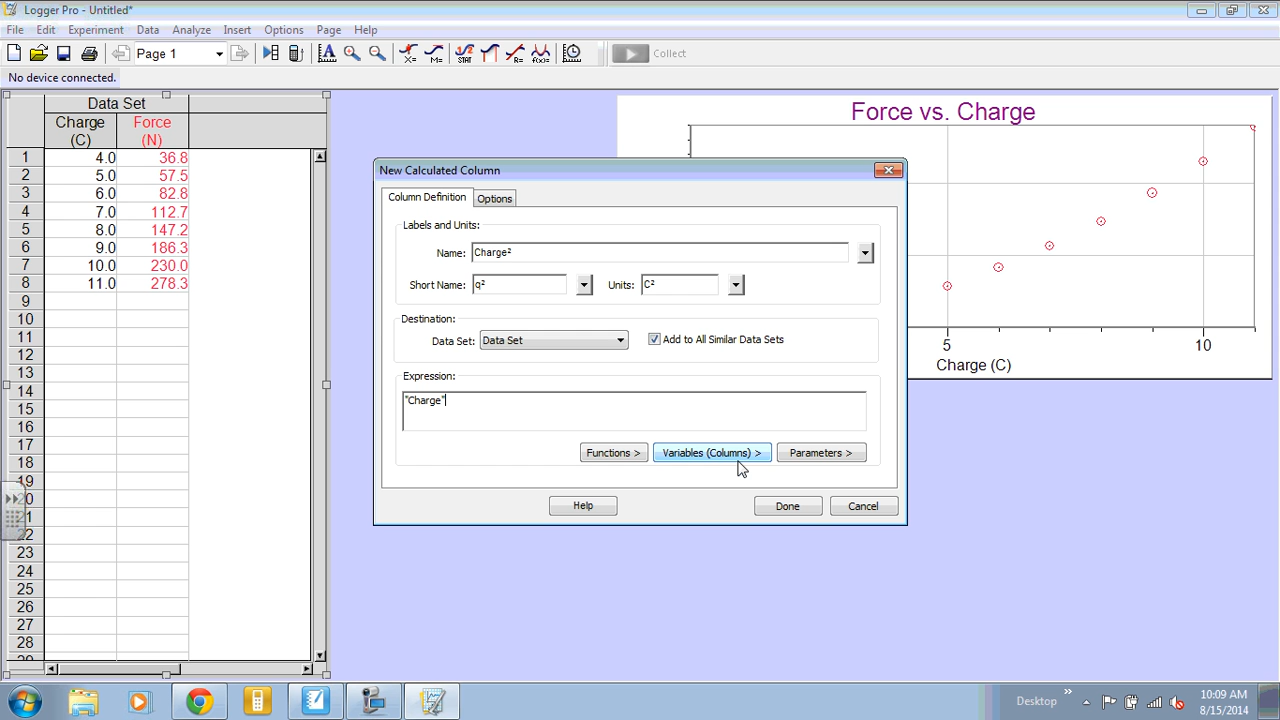 Logger Pro - Untitled*
File Edit Experiment Data Analyze Insert Options Page Help
Page 1
Collect
No device connected.
Data Set
Charge Force
(C) (N)
1 4.0 36.8
2 5.0 57.5
3 6.0 82.8
4 7.0 112.7
5 8.0 147.2
6 9.0 186.3
7 10.0 230.0
8 11.0 278.3
9
10
11
12
13
14
15
16
17
18
19
20
21
22
23
24
25
26
27
28
Force vs. Charge
5 10
Charge (C)
New Calculated Column
Column Definition Options
Labels and Units:
Name: Charge²
Short Name: q² Units: C²
Destination:
Data Set: Data Set Add to All Similar Data Sets
Expression:
"Charge"
Functions > Variables (Columns) > Parameters >
Help Done Cancel
Desktop
10:09 AM
8/15/2014